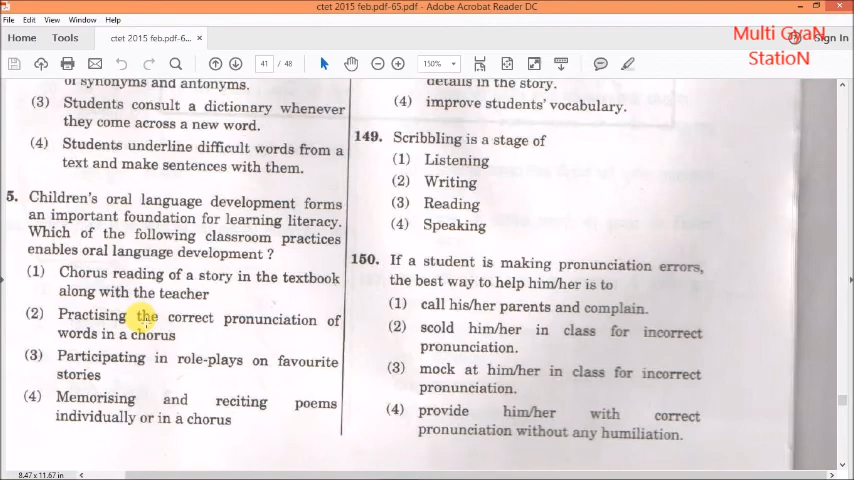 ctet 2015 feb.pdf-65.pdf - Adobe Acrobat Reader DC
File Edit View Window Help
Home Tools ctet 2015 feb.pdf-6... × Sign In
Multi GyaN
StatioN
41 / 48 150%
of synonyms and antonyms.
(3) Students consult a dictionary whenever
they come across a new word.
(4) Students underline difficult words from a
text and make sentences with them.
5. Children's oral language development forms
an important foundation for learning literacy.
Which of the following classroom practices
enables oral language development ?
(1) Chorus reading of a story in the textbook
along with the teacher
(2) Practising the correct pronunciation of
words in a chorus
(3) Participating in role-plays on favourite
stories
(4) Memorising and reciting poems
individually or in a chorus
details in the story.
(4) improve students' vocabulary.
149. Scribbling is a stage of
(1) Listening
(2) Writing
(3) Reading
(4) Speaking
150. If a student is making pronunciation errors,
the best way to help him/her is to
(1) call his/her parents and complain.
(2) scold him/her in class for incorrect
pronunciation.
(3) mock at him/her in class for incorrect
pronunciation.
(4) provide him/her with correct
pronunciation without any humiliation.
8.47 x 11.67 in